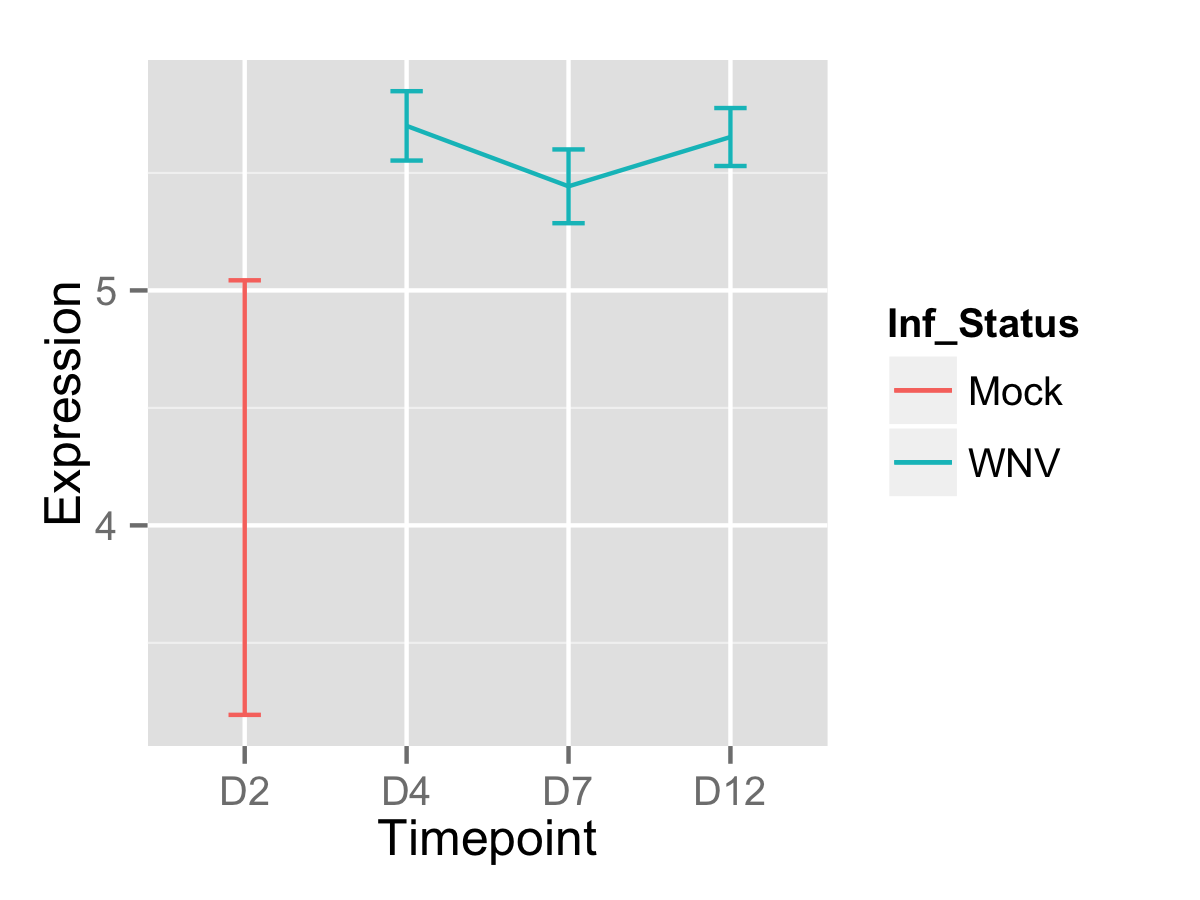 Expression
5
4
D2 D4 D7 D12
Timepoint
Inf_Status
Mock
WNV